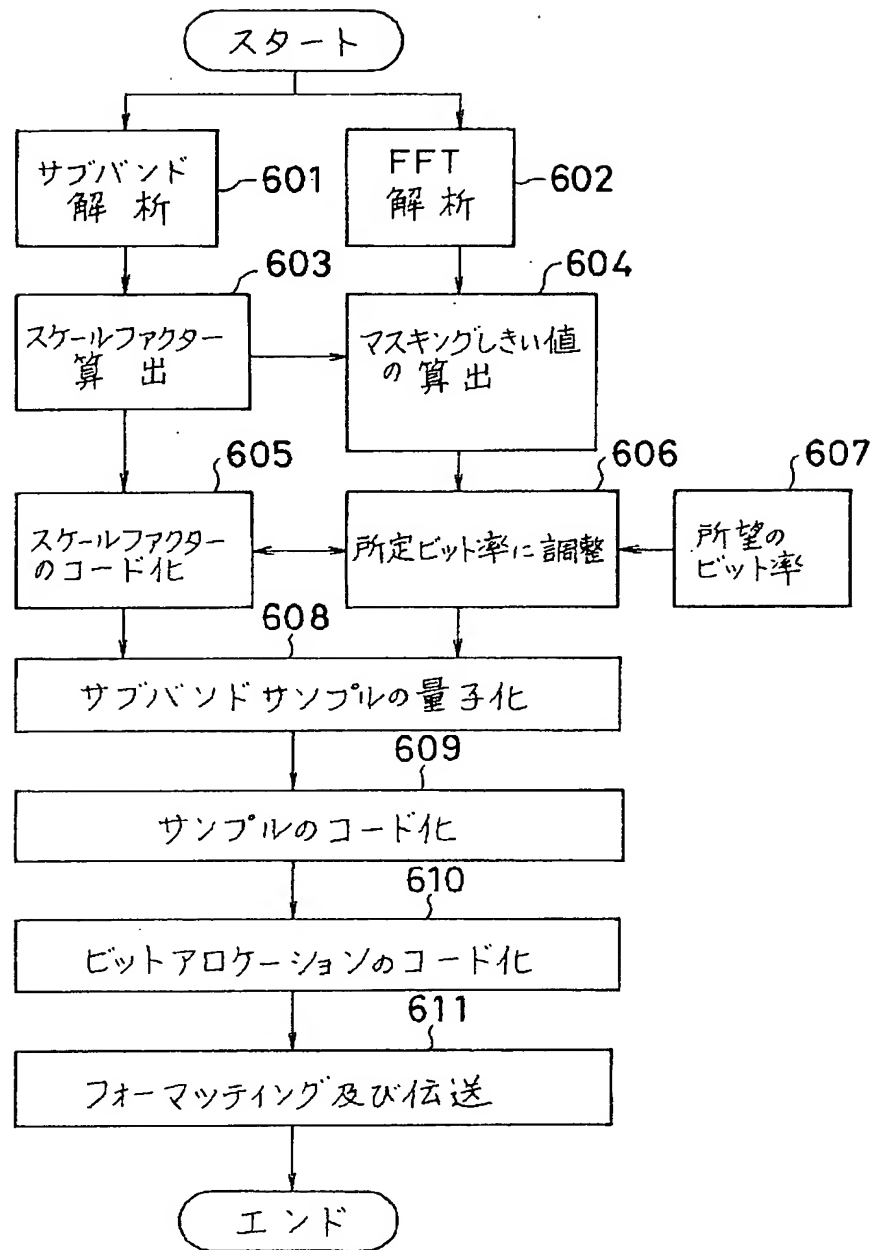 スタート
サブバンド
解析
601
FFT
解析
602
603
スケールファクター
算出
604
マスキングしきい値
の算出
605
スケールファクター
のコード化
606
所定ビット率に調整
607
所望の
ビット率
608
サブバンドサンプルの量子化
609
サンプルのコード化
610
ビットアロケーションのコード化
611
フォーマッティング及び伝送
エンド